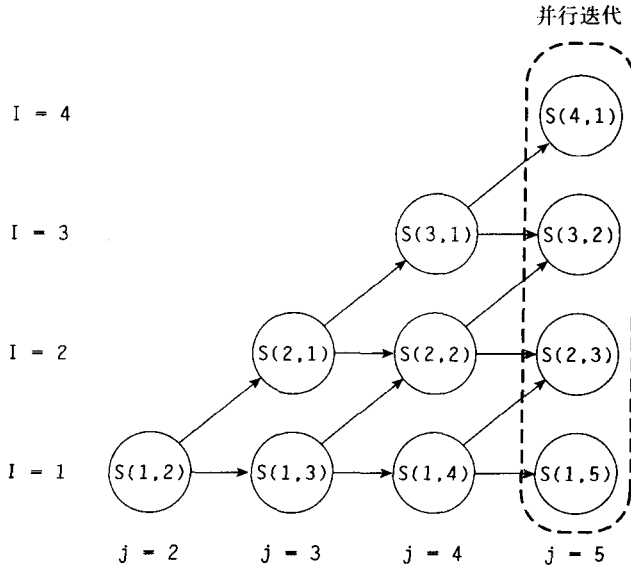 并行迭代
I = 4
S(4,1)
I = 3
S(3,1)
S(3,2)
I = 2
S(2,1)
S(2,2)
S(2,3)
I = 1
S(1,2)
S(1,3)
S(1,4)
S(1,5)
j = 2
j = 3
j = 4
j = 5